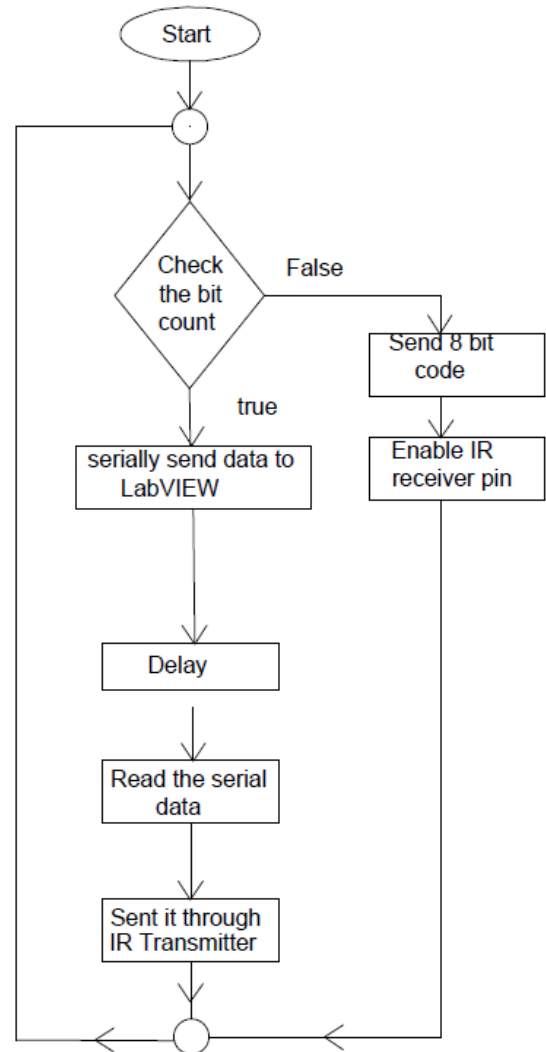 Start
Check
the bit
count
False
Send 8 bit
code
true
Enable IR
receiver pin
serially send data to
LabVIEW
Delay
Read the serial
data
Sent it through
IR Transmitter